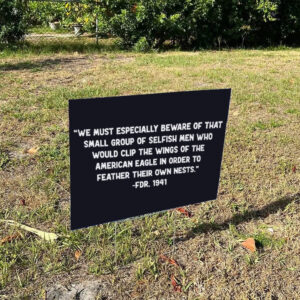 "WE MUST ESPECIALLY BEWARE OF THAT
SMALL GROUP OF SELFISH MEN WHO
WOULD CLIP THE WINGS OF THE
AMERICAN EAGLE IN ORDER TO
FEATHER THEIR OWN NESTS."
-FDR, 1941